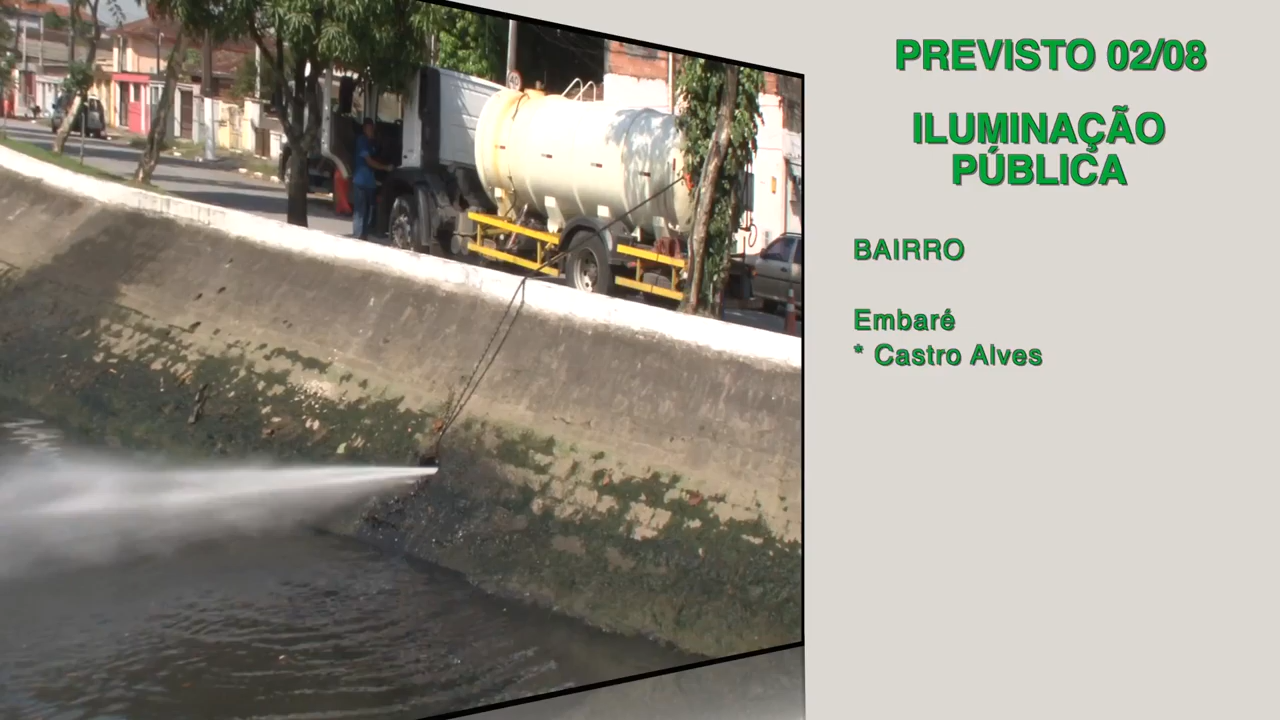 PREVISTO 02/08
ILUMINAÇÃO
PÚBLICA
BAIRRO
Embaré
* Castro Alves